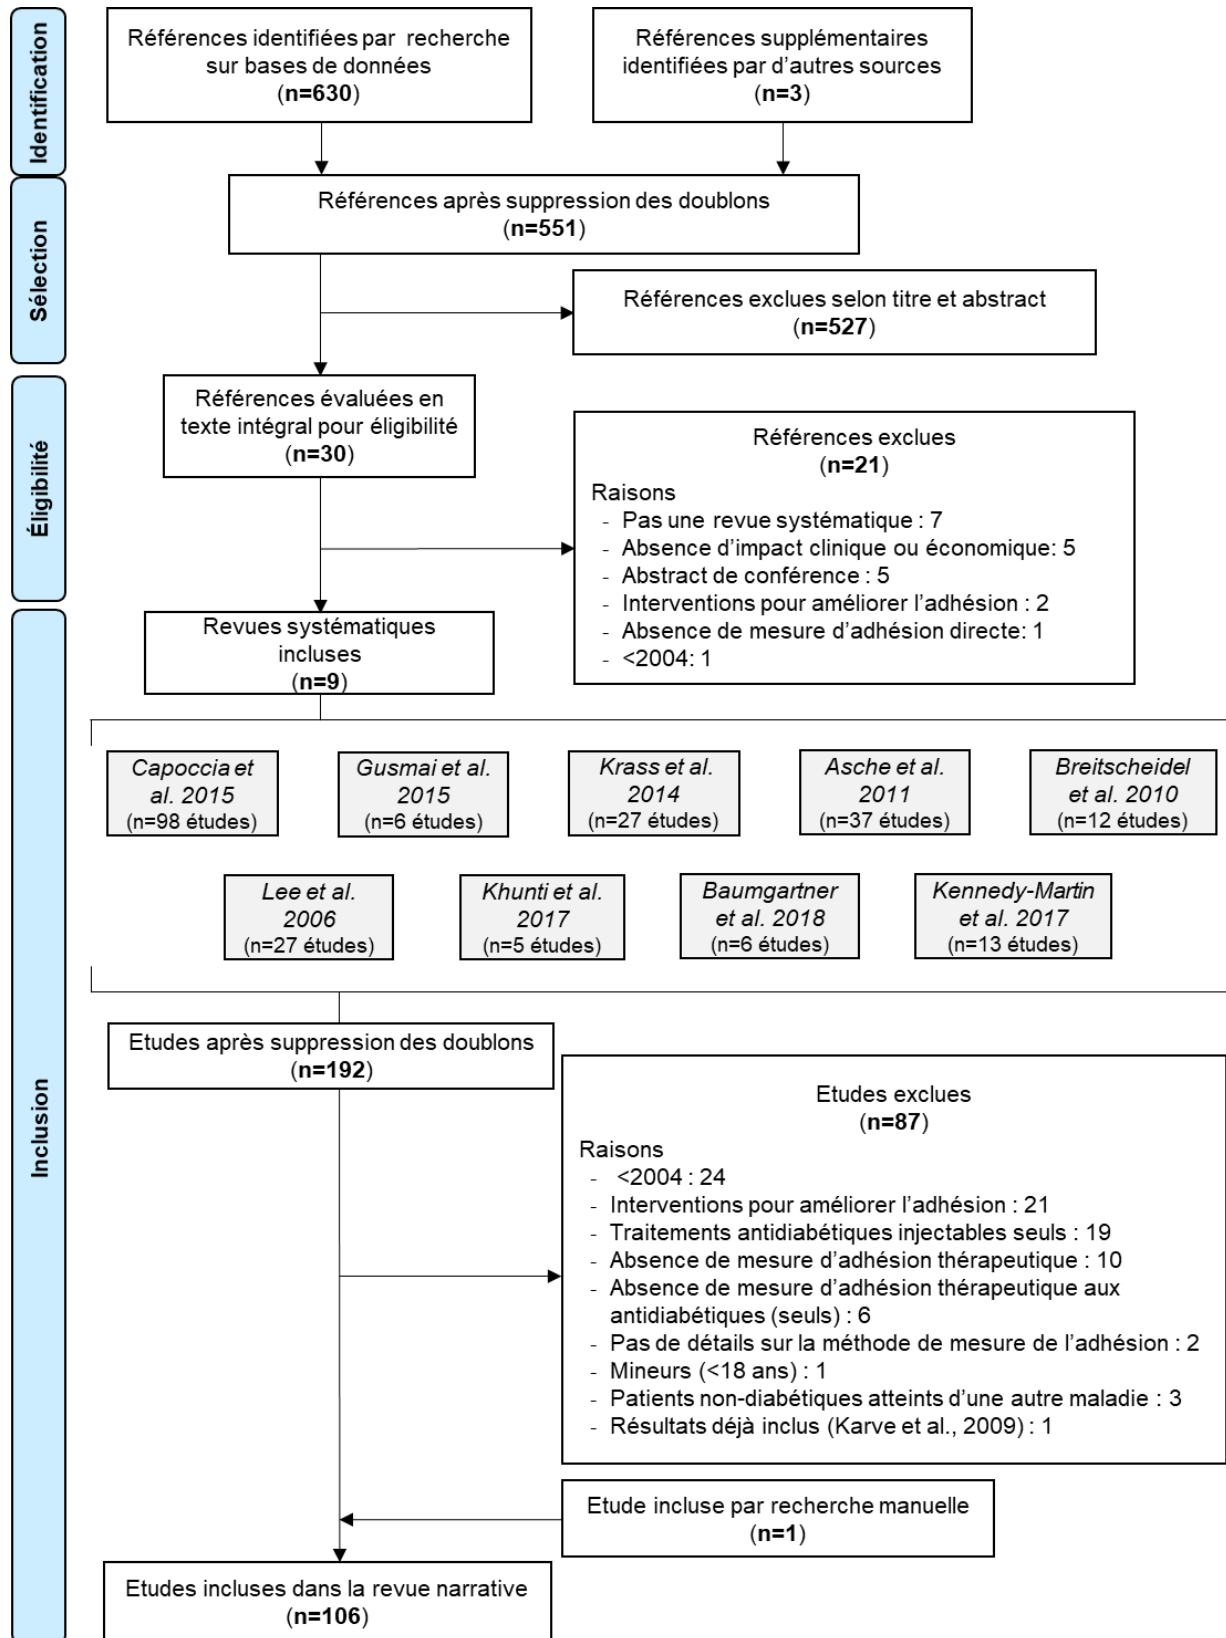 Identification
Références identifiées par recherche
sur bases de données
(n=630)
Références supplémentaires
identifiées par d'autres sources
(n=3)
Sélection
Références après suppression des doublons
(n=551)
Références exclues selon titre et abstract
(n=527)
Éligibilité
Références évaluées en
texte intégral pour éligibilité
(n=30)
Références exclues
(n=21)
Raisons
- Pas une revue systématique : 7
- Absence d'impact clinique ou économique: 5
- Abstract de conférence : 5
- Interventions pour améliorer l'adhésion : 2
- Absence de mesure d'adhésion directe: 1
- <2004: 1
Inclusion
Revues systématiques
incluses
(n=9)
Capoccia et
al. 2015
(n=98 études)
Gusmai et al.
2015
(n=6 études)
Krass et al.
2014
(n=27 études)
Asche et al.
2011
(n=37 études)
Breitscheidel
et al. 2010
(n=12 études)
Lee et al.
2006
(n=27 études)
Khunti et al.
2017
(n=5 études)
Baumgartner
et al. 2018
(n=6 études)
Kennedy-Martin
et al. 2017
(n=13 études)
Etudes après suppression des doublons
(n=192)
Etudes exclues
(n=87)
Raisons
- <2004 : 24
- Interventions pour améliorer l'adhésion : 21
- Traitements antidiabétiques injectables seuls : 19
- Absence de mesure d'adhésion thérapeutique : 10
- Absence de mesure d'adhésion thérapeutique aux
antidiabétiques (seuls) : 6
- Pas de détails sur la méthode de mesure de l'adhésion : 2
- Mineurs (<18 ans) : 1
- Patients non-diabétiques atteints d'une autre maladie : 3
- Résultats déjà inclus (Karve et al., 2009) : 1
Etude incluse par recherche manuelle
(n=1)
Etudes incluses dans la revue narrative
(n=106)